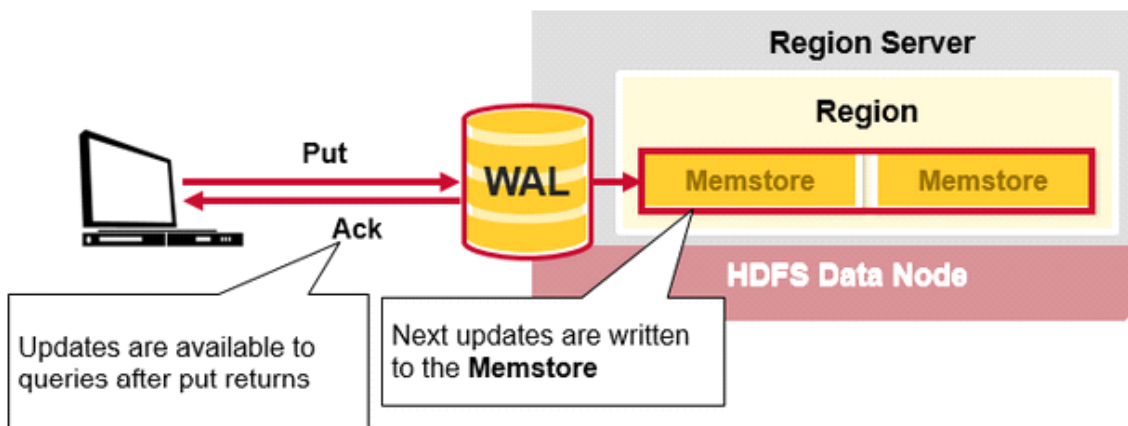 Region Server
Region
Put
WAL
Memstore
Memstore
Ack
HDFS Data Node
Updates are available to
queries after put returns
Next updates are written
to the Memstore